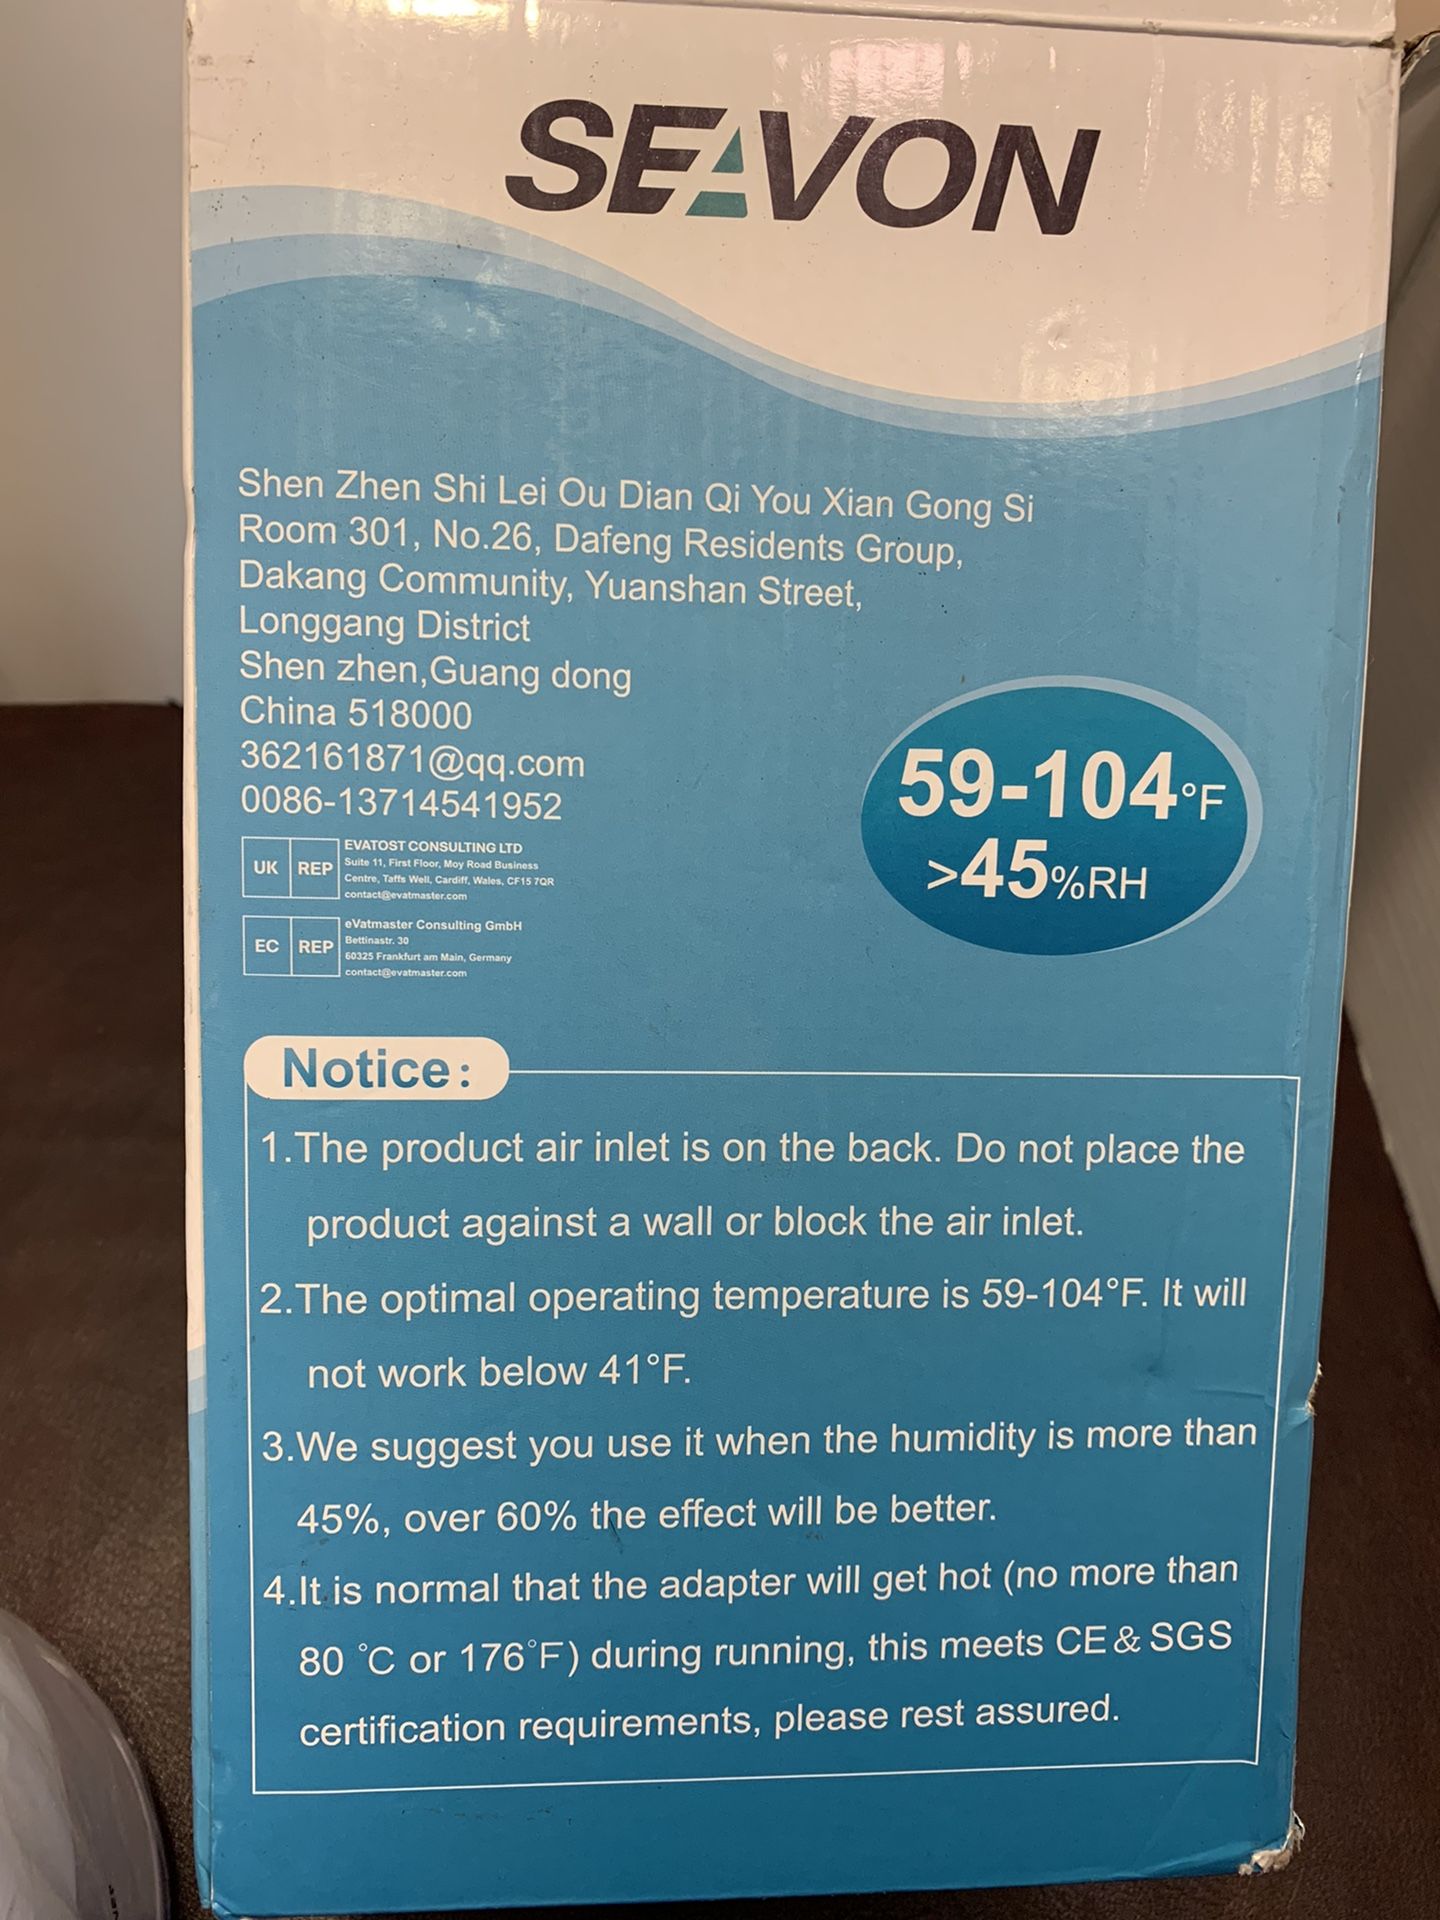 SEAVON
Shen Zhen Shi Lei Ou Dian Qi You Xian Gong Si
Room 301, No.26, Dafeng Residents Group,
Dakang Community, Yuanshan Street,
Longgang District
Shen zhen,Guang dong
China 518000
362161871@qq.com
0086-13714541952
UK REP
EVATOST CONSULTING LTD
Suite 11, First Floor, Moy Road Business
Centre, Taffs Well, Cardiff, Wales, CF15 7QR
contact@evatmaster.com
EC REP
eVatmaster Consulting GmbH
Bettinastr. 30
60325 Frankfurt am Main, Germany
contact@evatmaster.com
59-104°F
>45%RH
Notice:
1.The product air inlet is on the back. Do not place the
product against a wall or block the air inlet.
2.The optimal operating temperature is 59-104°F. It will
not work below 41°F.
3.We suggest you use it when the humidity is more than
45%, over 60% the effect will be better.
4.It is normal that the adapter will get hot (no more than
80 °C or 176°F) during running, this meets CE & SGS
certification requirements, please rest assured.